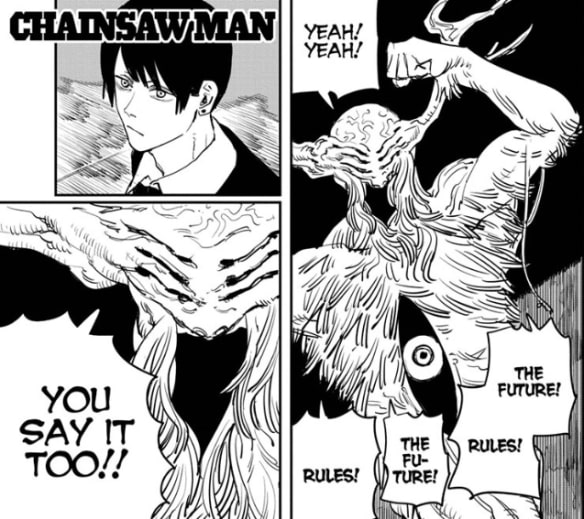 CHAINSAW MAN
YEAH!
YEAH!
THE
FUTURE!
RULES!
THE
FU-
TURE!
RULES!
YOU
SAY IT
TOO!!